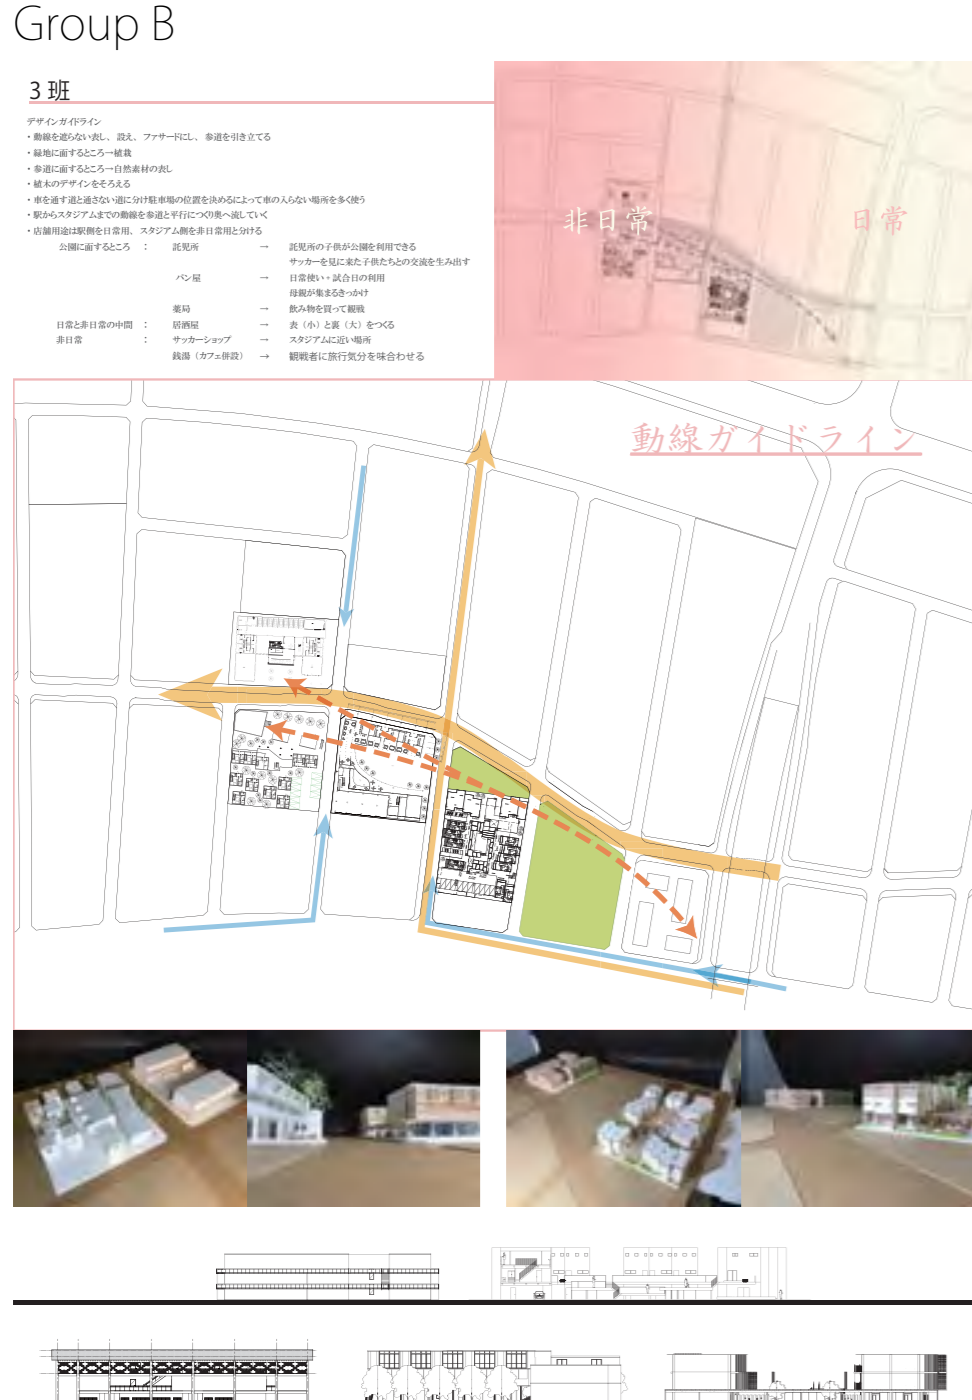 Group B
3 班
デザインガイドライン
・動線を遮らない表し、 設え、 ファサードにし、 参道を引き立てる
・緑地に面するところ→植栽
・参道に面するところ→自然素材の表し
・植木のデザインをそろえる
・車を通す道と通さない道に分け駐車場の位置を決めるによって車の入らない場所を多く使う
・駅からスタジアムまでの動線を参道と平行につくり奥へ流していく
・店舗用途は駅側を日常用、 スタジアム側を非日常用と分ける
公園に面するところ ： 託児所 → 託児所の子供が公園を利用できる
サッカーを見に来た子供たちとの交流を生み出す
パン屋 → 日常使い + 試合日の利用
母親が集まるきっかけ
薬局 → 飲み物を買って観戦
日常と非日常の中間 ： 居酒屋 → 表（小）と裏（大）をつくる
非日常 ： サッカーショップ → スタジアムに近い場所
銭湯（カフェ併設） → 観戦者に旅行気分を味合わせる
非日常
日常
動線ガイドライン